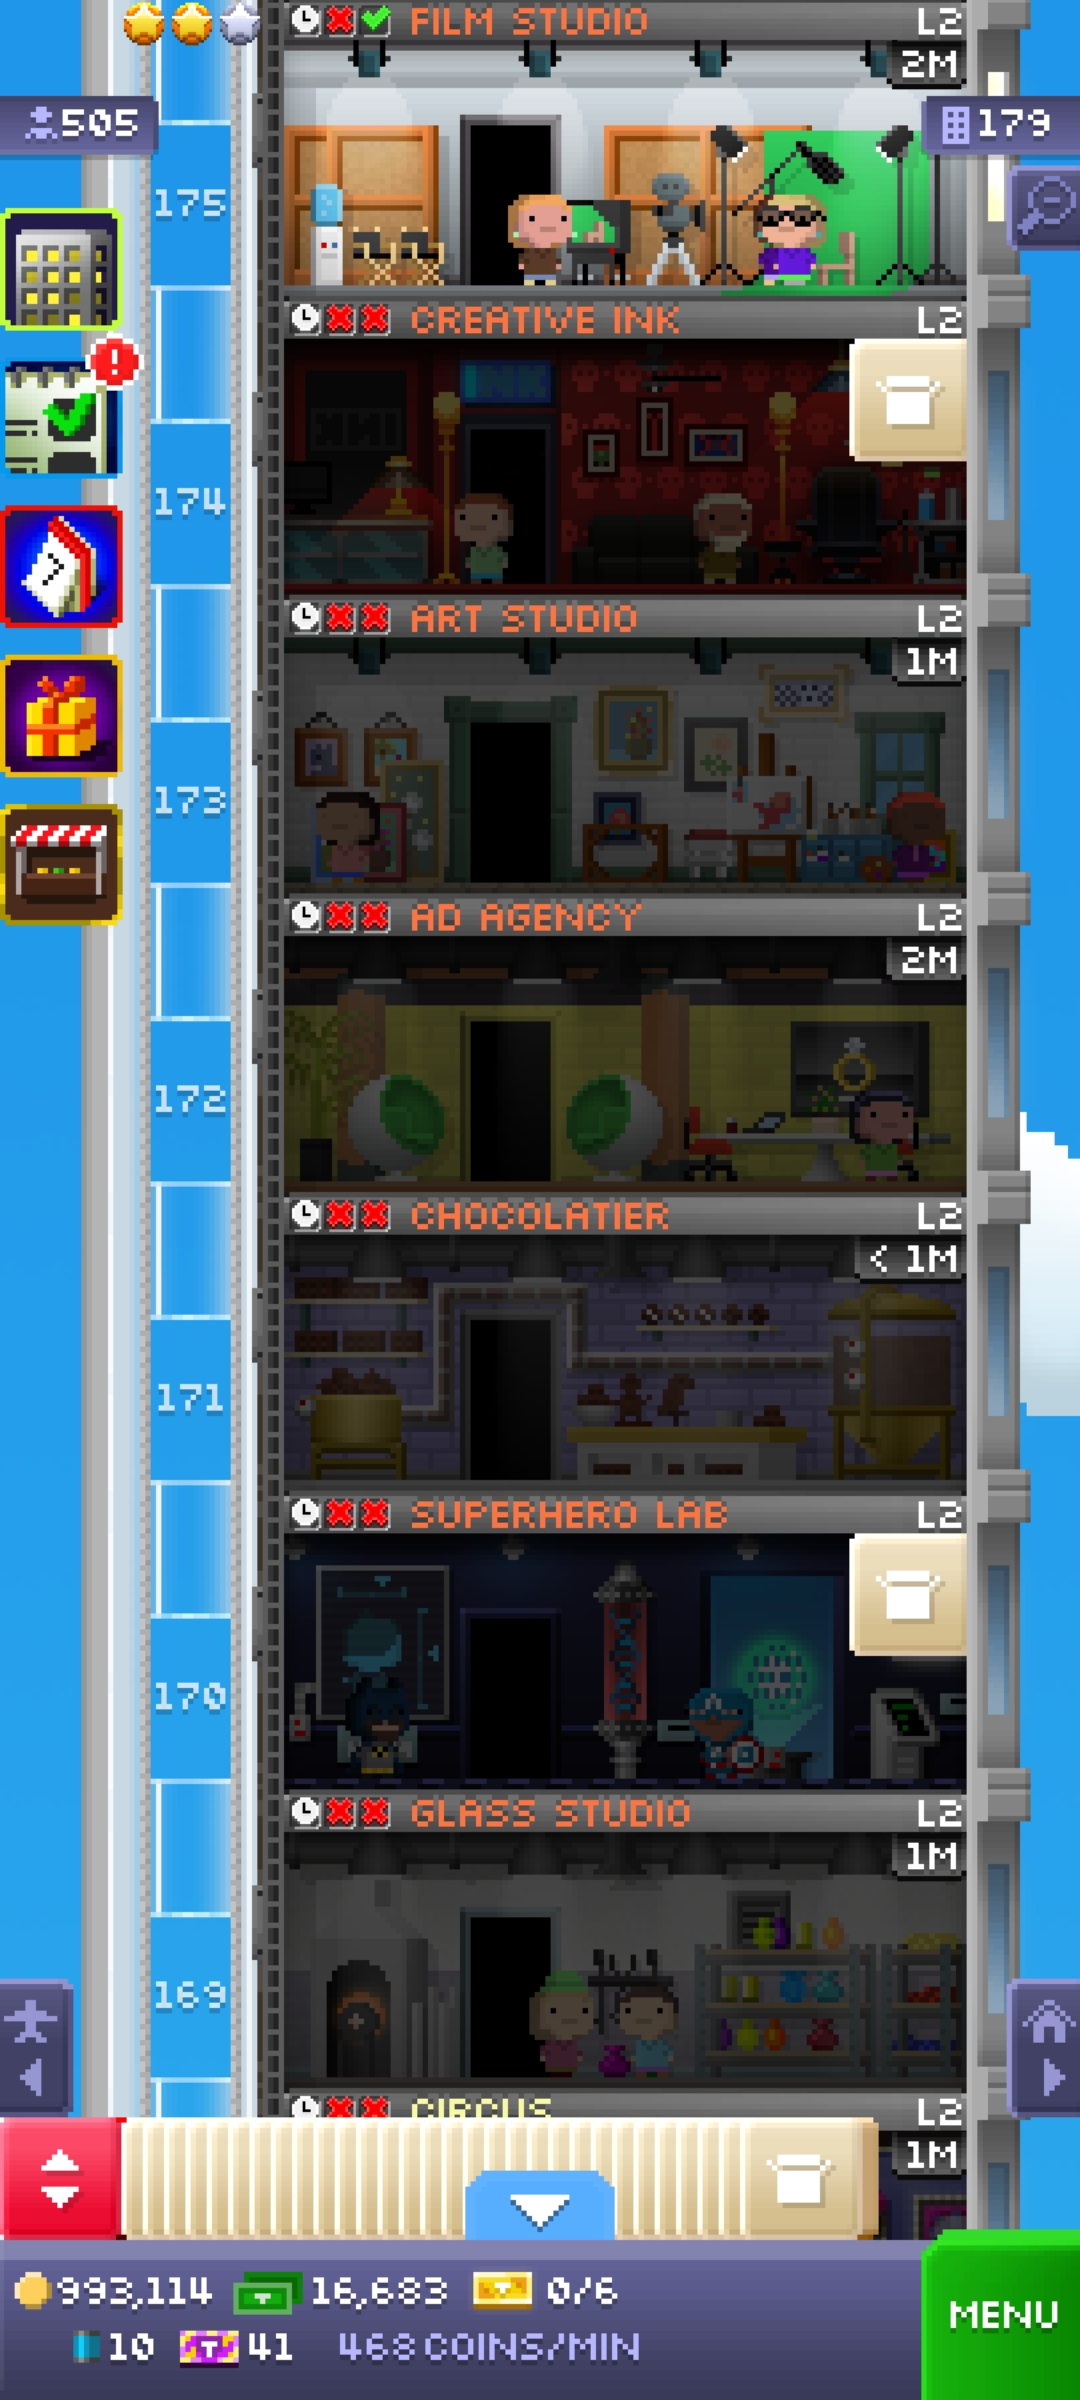 FILM STUDIO L2
2M
505
179
175
CREATIVE INK L2
INK
174
ART STUDIO L2
1M
173
AD AGENCY L2
2M
172
CHOCOLATIER L2
< 1M
171
SUPERHERO LAB L2
170
GLASS STUDIO L2
1M
169
CIRCUS L2
1M
993,114 16,683 0/6
10 41 468 COINS/MIN
MENU